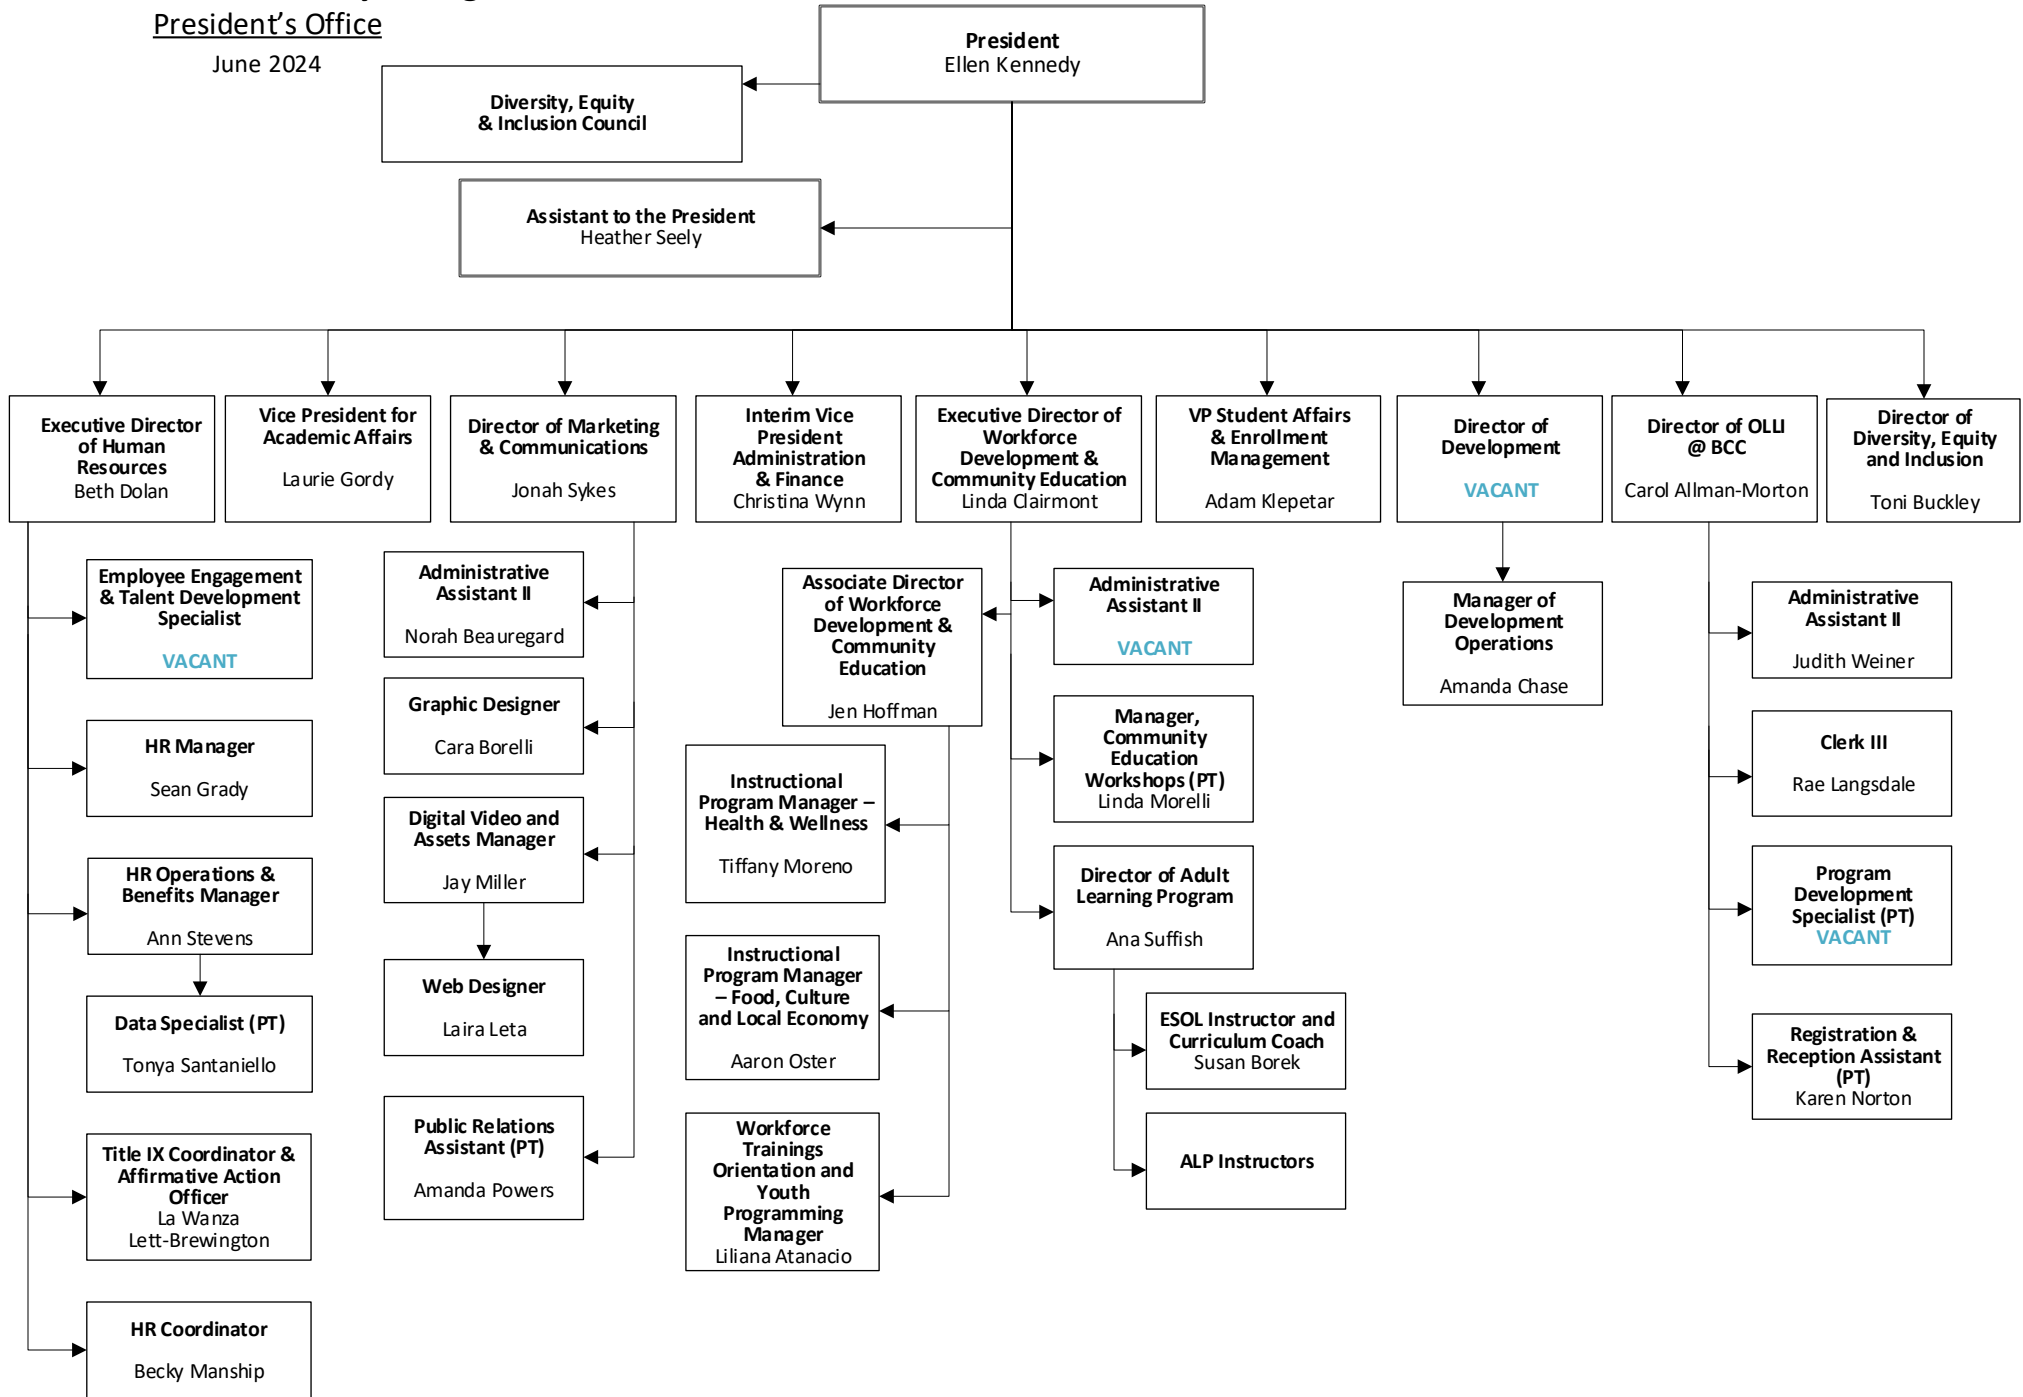 President's Office
June 2024
President
Ellen Kennedy
Diversity, Equity
& Inclusion Council
Assistant to the President
Heather Seely
Executive Director
of Human
Resources
Beth Dolan
Vice President for
Academic Affairs
Laurie Gordy
Director of Marketing
& Communications
Jonah Sykes
Interim Vice
President
Administration
& Finance
Christina Wynn
Executive Director of
Workforce
Development &
Community Education
Linda Clairmont
VP Student Affairs
& Enrollment
Management
Adam Klepetar
Director of
Development
VACANT
Director of OLLI
@ BCC
Carol Allman-Morton
Director of
Diversity, Equity
and Inclusion
Toni Buckley
Employee Engagement
& Talent Development
Specialist
VACANT
HR Manager
Sean Grady
HR Operations &
Benefits Manager
Ann Stevens
Data Specialist (PT)
Tonya Santaniello
Title IX Coordinator &
Affirmative Action
Officer
La Wanza
Lett-Brewington
HR Coordinator
Becky Manship
Administrative
Assistant II
Norah Beauregard
Graphic Designer
Cara Borelli
Digital Video and
Assets Manager
Jay Miller
Web Designer
Laira Leta
Public Relations
Assistant (PT)
Amanda Powers
Associate Director
of Workforce
Development &
Community
Education
Jen Hoffman
Instructional
Program Manager –
Health & Wellness
Tiffany Moreno
Instructional
Program Manager
– Food, Culture
and Local Economy
Aaron Oster
Workforce
Trainings
Orientation and
Youth
Programming
Manager
Liliana Atanacio
Administrative
Assistant II
VACANT
Manager,
Community
Education
Workshops (PT)
Linda Morelli
Director of Adult
Learning Program
Ana Suffish
ESOL Instructor and
Curriculum Coach
Susan Borek
ALP Instructors
Manager of
Development
Operations
Amanda Chase
Administrative
Assistant II
Judith Weiner
Clerk III
Rae Langsdale
Program
Development
Specialist (PT)
VACANT
Registration &
Reception Assistant
(PT)
Karen Norton